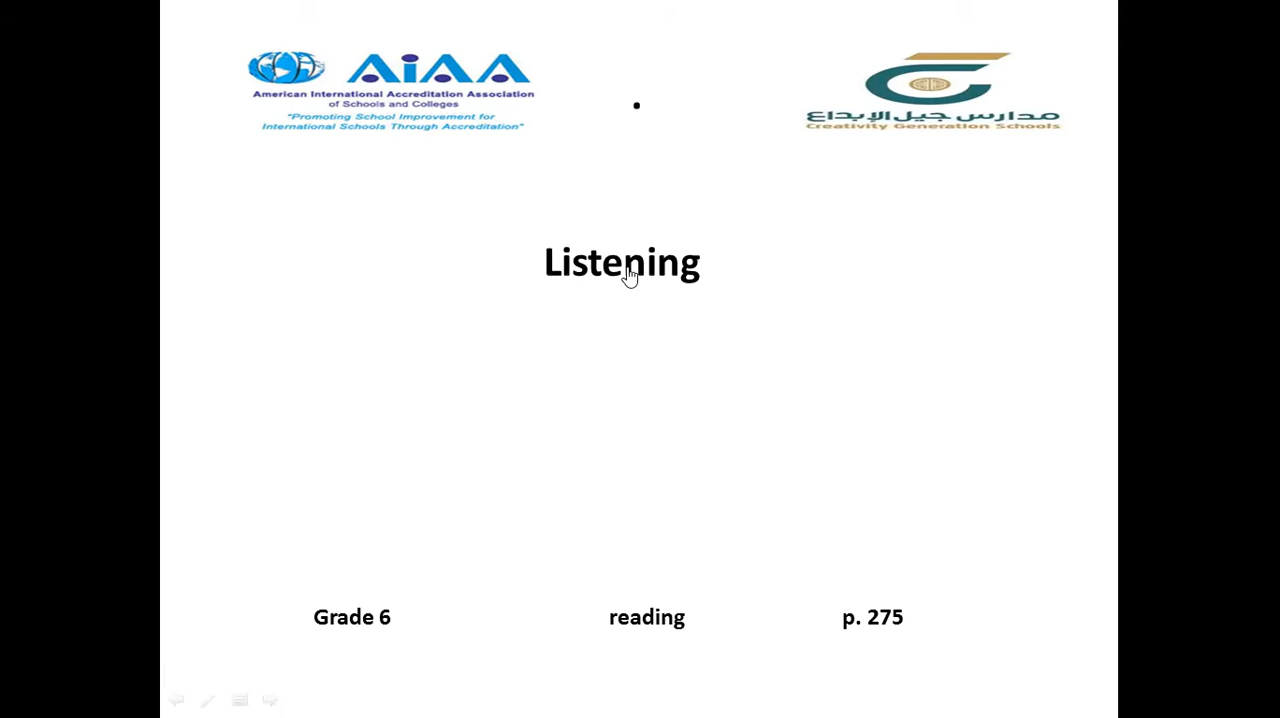 AiAA
American International Accreditation Association
of Schools and Colleges
"Promoting School Improvement for
International Schools Through Accreditation"
مدارس جيل الإبداع
Creativity Generation Schools
.
Listening
Grade 6 reading p. 275